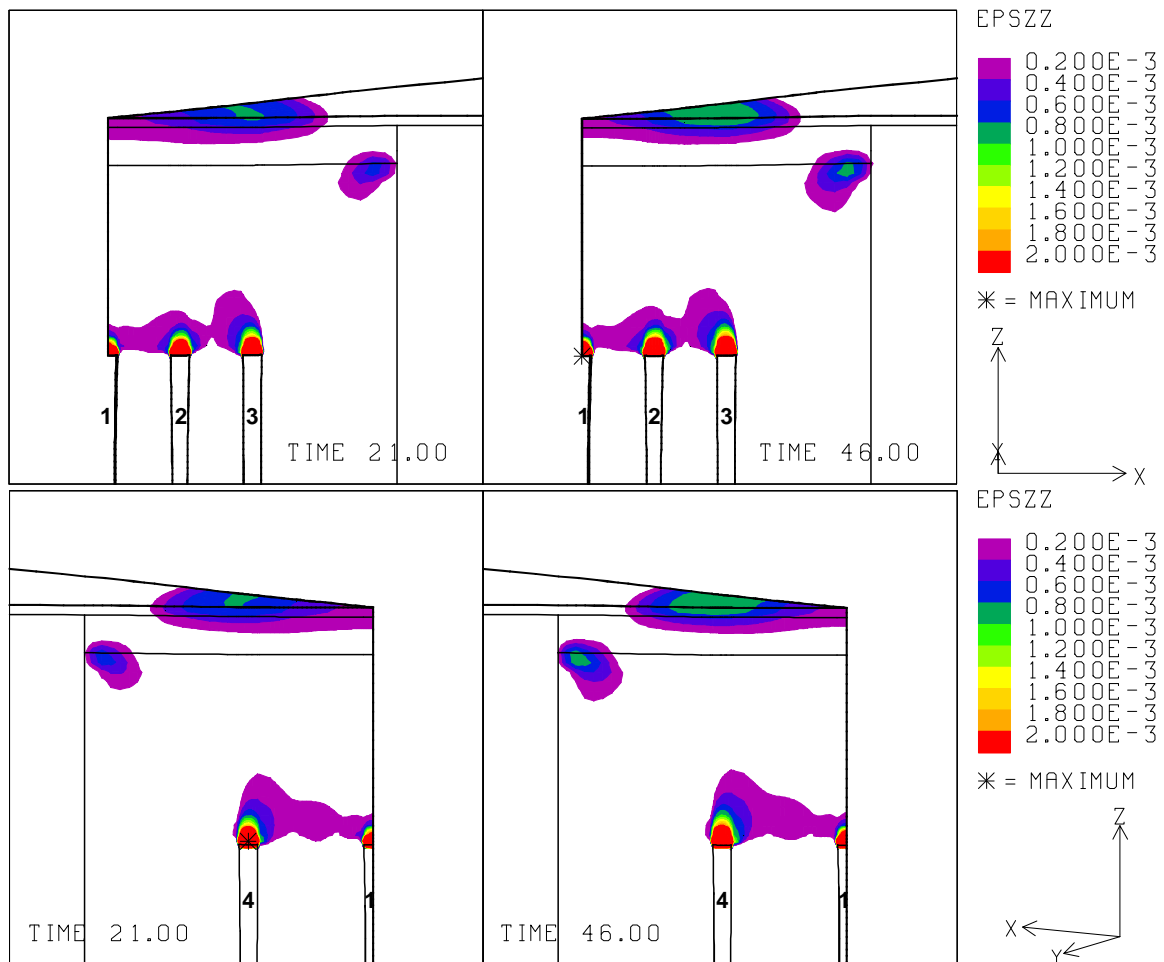 EPSZZ
0.200E-3
0.400E-3
0.600E-3
0.800E-3
1.000E-3
1.200E-3
1.400E-3
1.600E-3
1.800E-3
2.000E-3
= MAXIMUM
Z
X
1 2 3
TIME 21.00
1 2 3
TIME 46.00
EPSZZ
0.200E-3
0.400E-3
0.600E-3
0.800E-3
1.000E-3
1.200E-3
1.400E-3
1.600E-3
1.800E-3
2.000E-3
= MAXIMUM
Z
X
Y
4 1
TIME 21.00
4 1
TIME 46.00